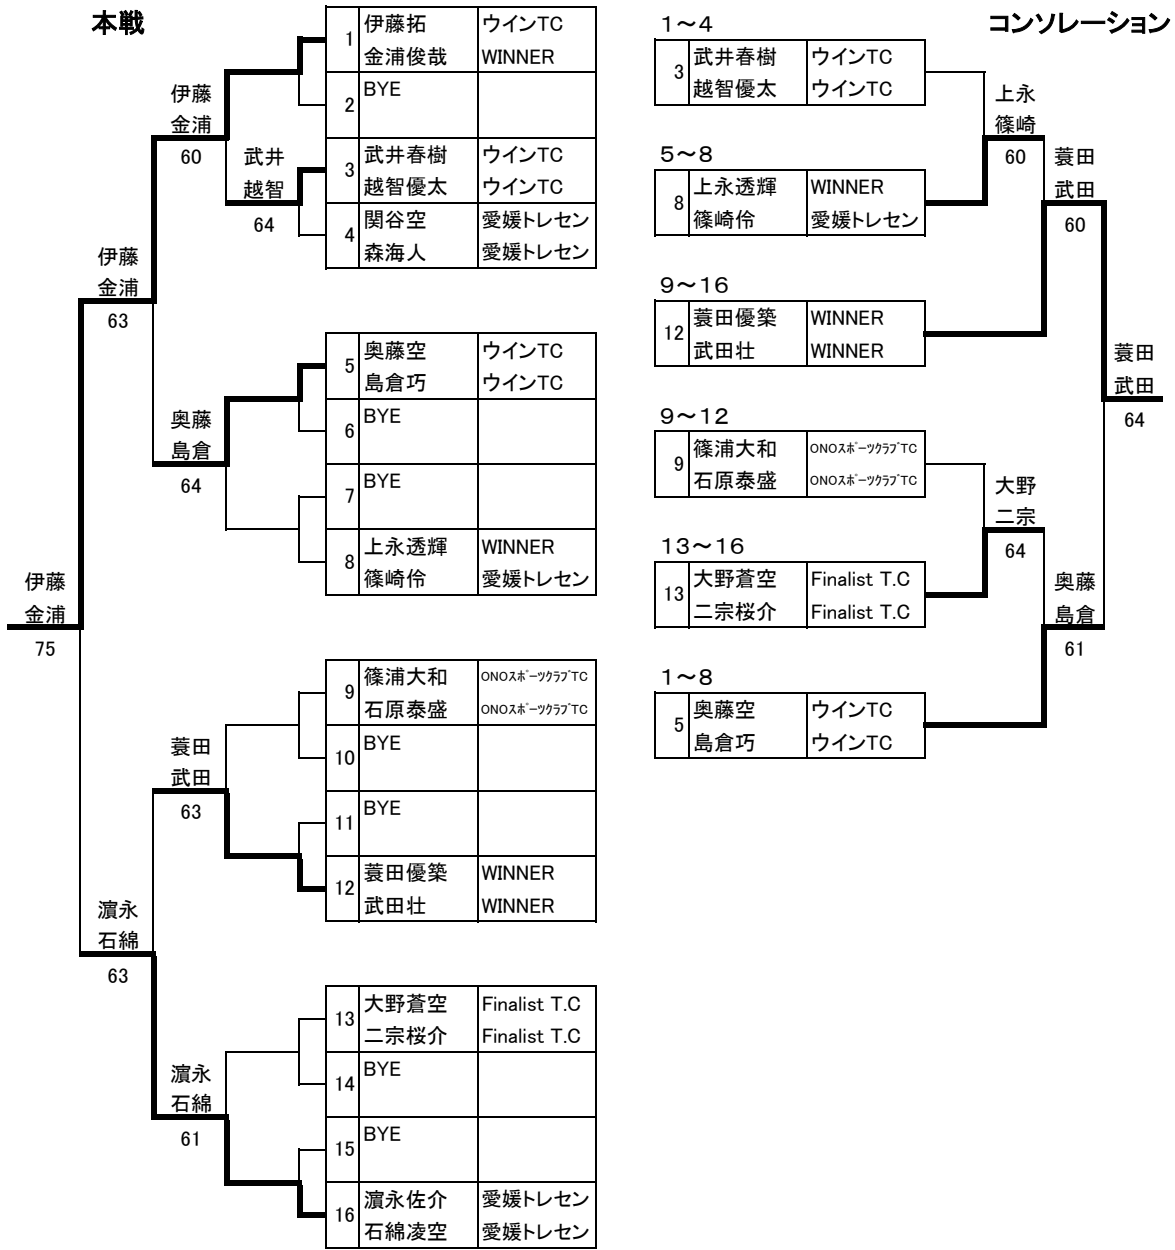 本戦
1 伊藤拓 ウインTC
金浦俊哉 WINNER
2 BYE
3 武井春樹 ウインTC
越智優太 ウインTC
4 関谷空 愛媛トレセン
森海人 愛媛トレセン
5 奥藤空 ウインTC
島倉巧 ウインTC
6 BYE
7 BYE
8 上永透輝 WINNER
篠崎伶 愛媛トレセン
9 篠浦大和 ONOスポーツクラブTC
石原泰盛 ONOスポーツクラブTC
10 BYE
11 BYE
12 蓑田優築 WINNER
武田壮 WINNER
13 大野蒼空 Finalist T.C
二宗桜介 Finalist T.C
14 BYE
15 BYE
16 濵永佐介 愛媛トレセン
石綿凌空 愛媛トレセン
武井
越智
64
伊藤
金浦
60
奥藤
島倉
64
蓑田
武田
63
濵永
石綿
61
伊藤
金浦
63
濵永
石綿
63
伊藤
金浦
75
コンソレーション
1～4
3 武井春樹 ウインTC
越智優太 ウインTC
5～8
8 上永透輝 WINNER
篠崎伶 愛媛トレセン
9～16
12 蓑田優築 WINNER
武田壮 WINNER
9～12
9 篠浦大和 ONOスポーツクラブTC
石原泰盛 ONOスポーツクラブTC
13～16
13 大野蒼空 Finalist T.C
二宗桜介 Finalist T.C
1～8
5 奥藤空 ウインTC
島倉巧 ウインTC
上永
篠崎
60
蓑田
武田
60
大野
二宗
64
奥藤
島倉
61
蓑田
武田
64